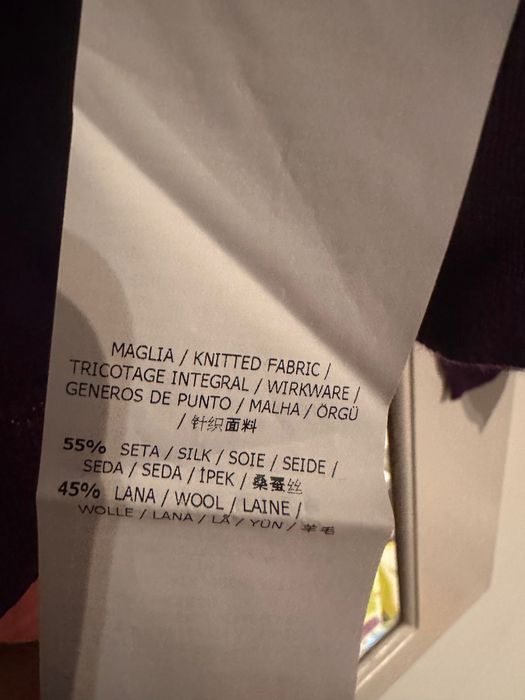 MAGLIA / KNITTED FABRIC /
TRICOTAGE INTEGRAL / WIRKWARE /
GENEROS DE PUNTO / MALHA / ÖRGÜ
/ 针织面料
55% SETA / SILK / SOIE / SEIDE /
SEDA / SEDA / İPEK / 桑蚕丝
45% LANA / WOOL / LAINE /
WOLLE / LANA / LÃ / YÜN / 羊毛